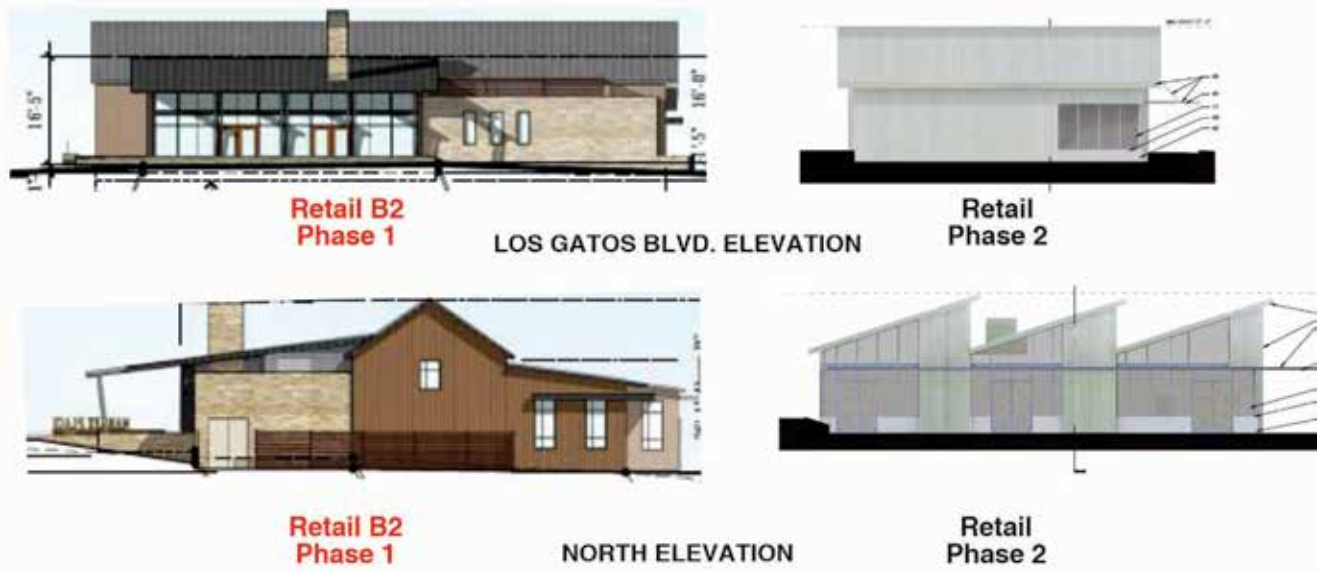 16'-5"
16'-0"
Retail B2
Phase 1
Retail
Phase 2
LOS GATOS BLVD. ELEVATION
Retail B2
Phase 1
Retail
Phase 2
NORTH ELEVATION